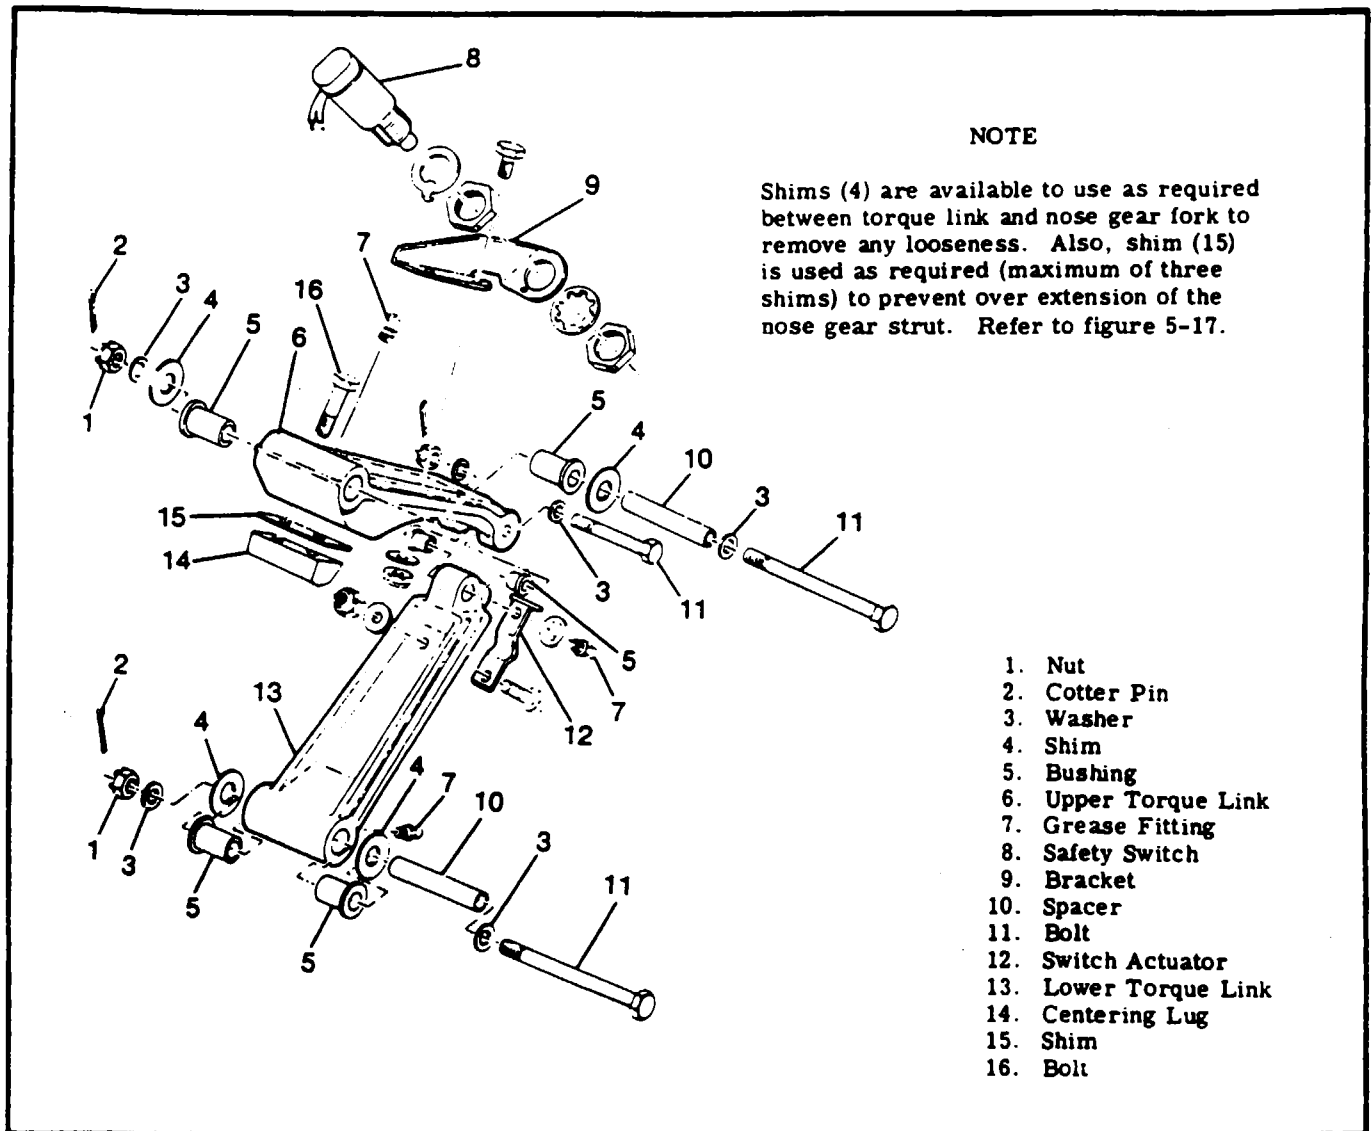 8
NOTE
Shims (4) are available to use as required
between torque link and nose gear fork to
remove any looseness. Also, shim (15)
is used as required (maximum of three
shims) to prevent over extension of the
nose gear strut. Refer to figure 5-17.
9
2
7
3
16
4
5
6
1
5
4
10
3
11
15
14
3
11
5
2
13
7
12
4
4
7
10
3
11
1
3
5
5
1. Nut
2. Cotter Pin
3. Washer
4. Shim
5. Bushing
6. Upper Torque Link
7. Grease Fitting
8. Safety Switch
9. Bracket
10. Spacer
11. Bolt
12. Switch Actuator
13. Lower Torque Link
14. Centering Lug
15. Shim
16. Bolt